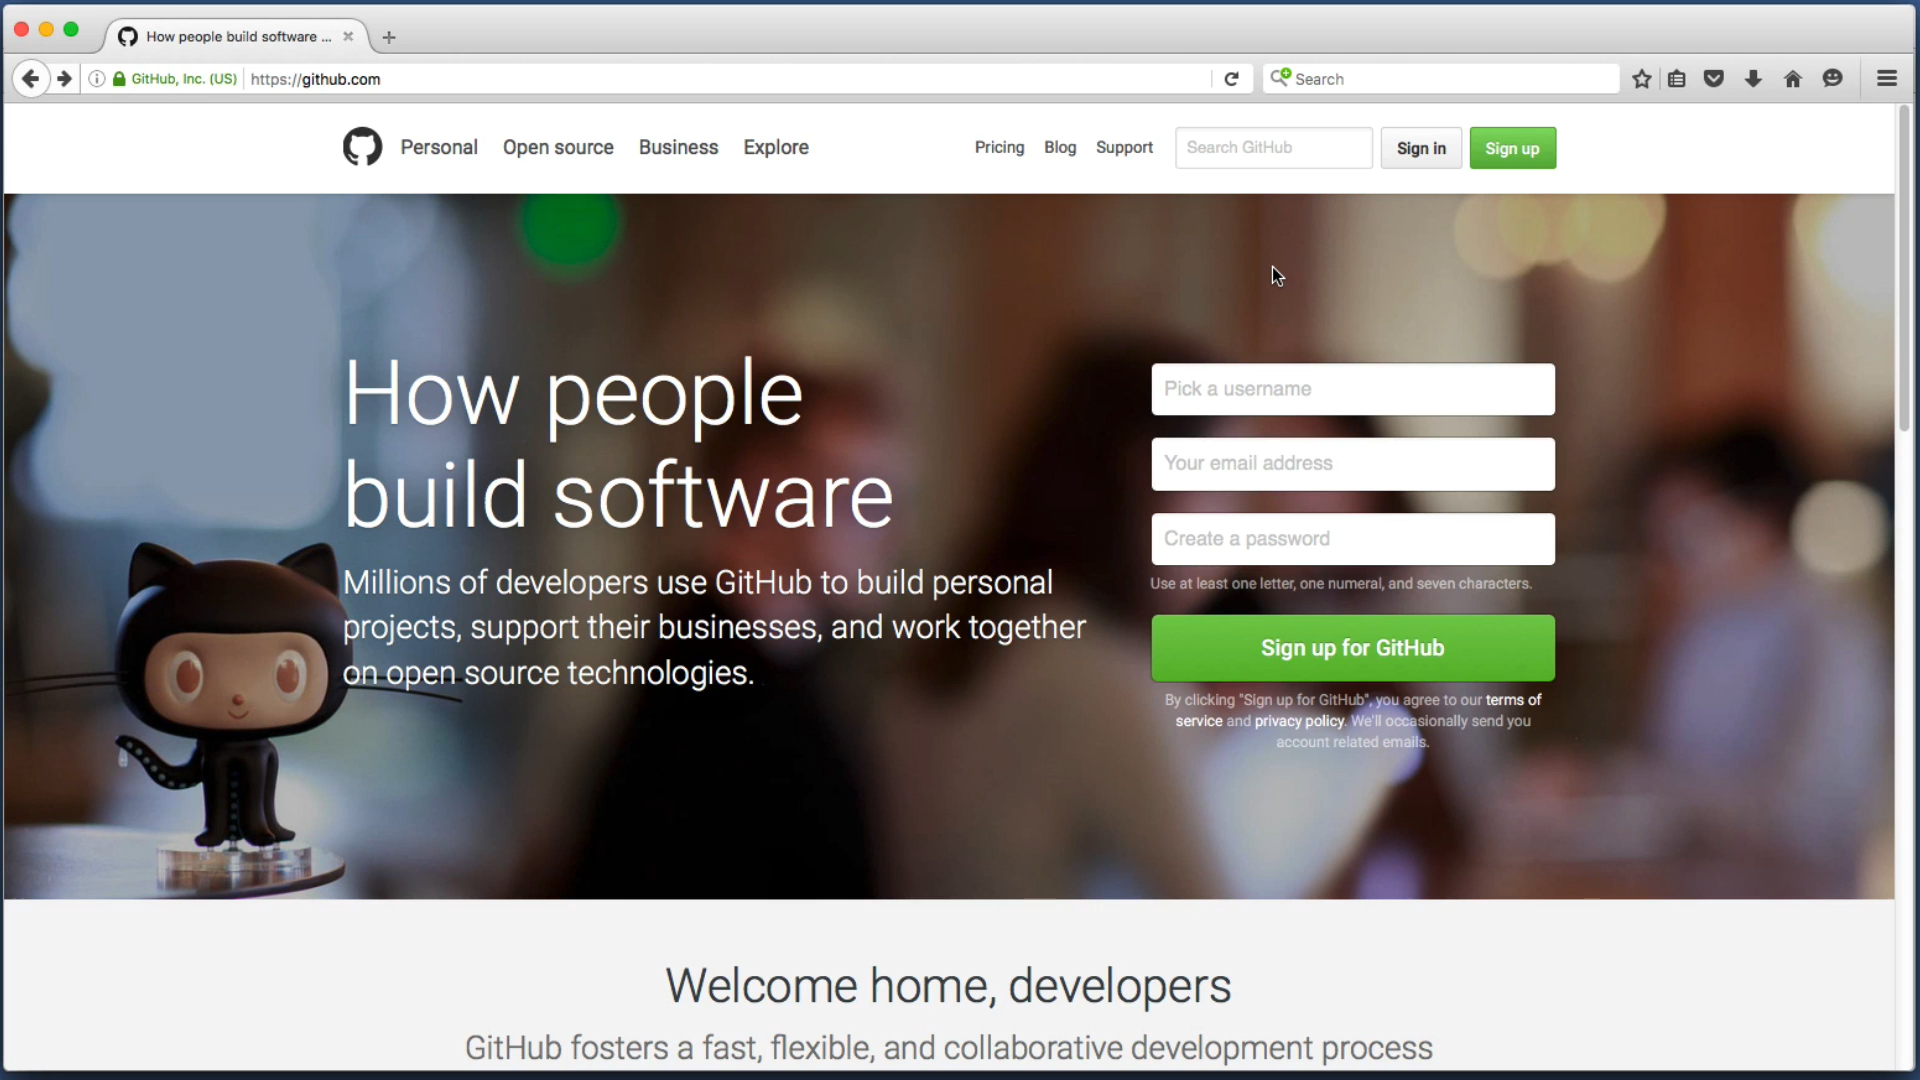 How people build software ...
GitHub, Inc. (US)
https://github.com
Search
Personal
Open source
Business
Explore
Pricing
Blog
Support
Search GitHub
Sign in
Sign up
How people
build software
Millions of developers use GitHub to build personal
projects, support their businesses, and work together
on open source technologies.
Pick a username
Your email address
Create a password
Use at least one letter, one numeral, and seven characters.
Sign up for GitHub
By clicking "Sign up for GitHub", you agree to our terms of
service and privacy policy. We'll occasionally send you
account related emails.
Welcome home, developers
GitHub fosters a fast, flexible, and collaborative development process